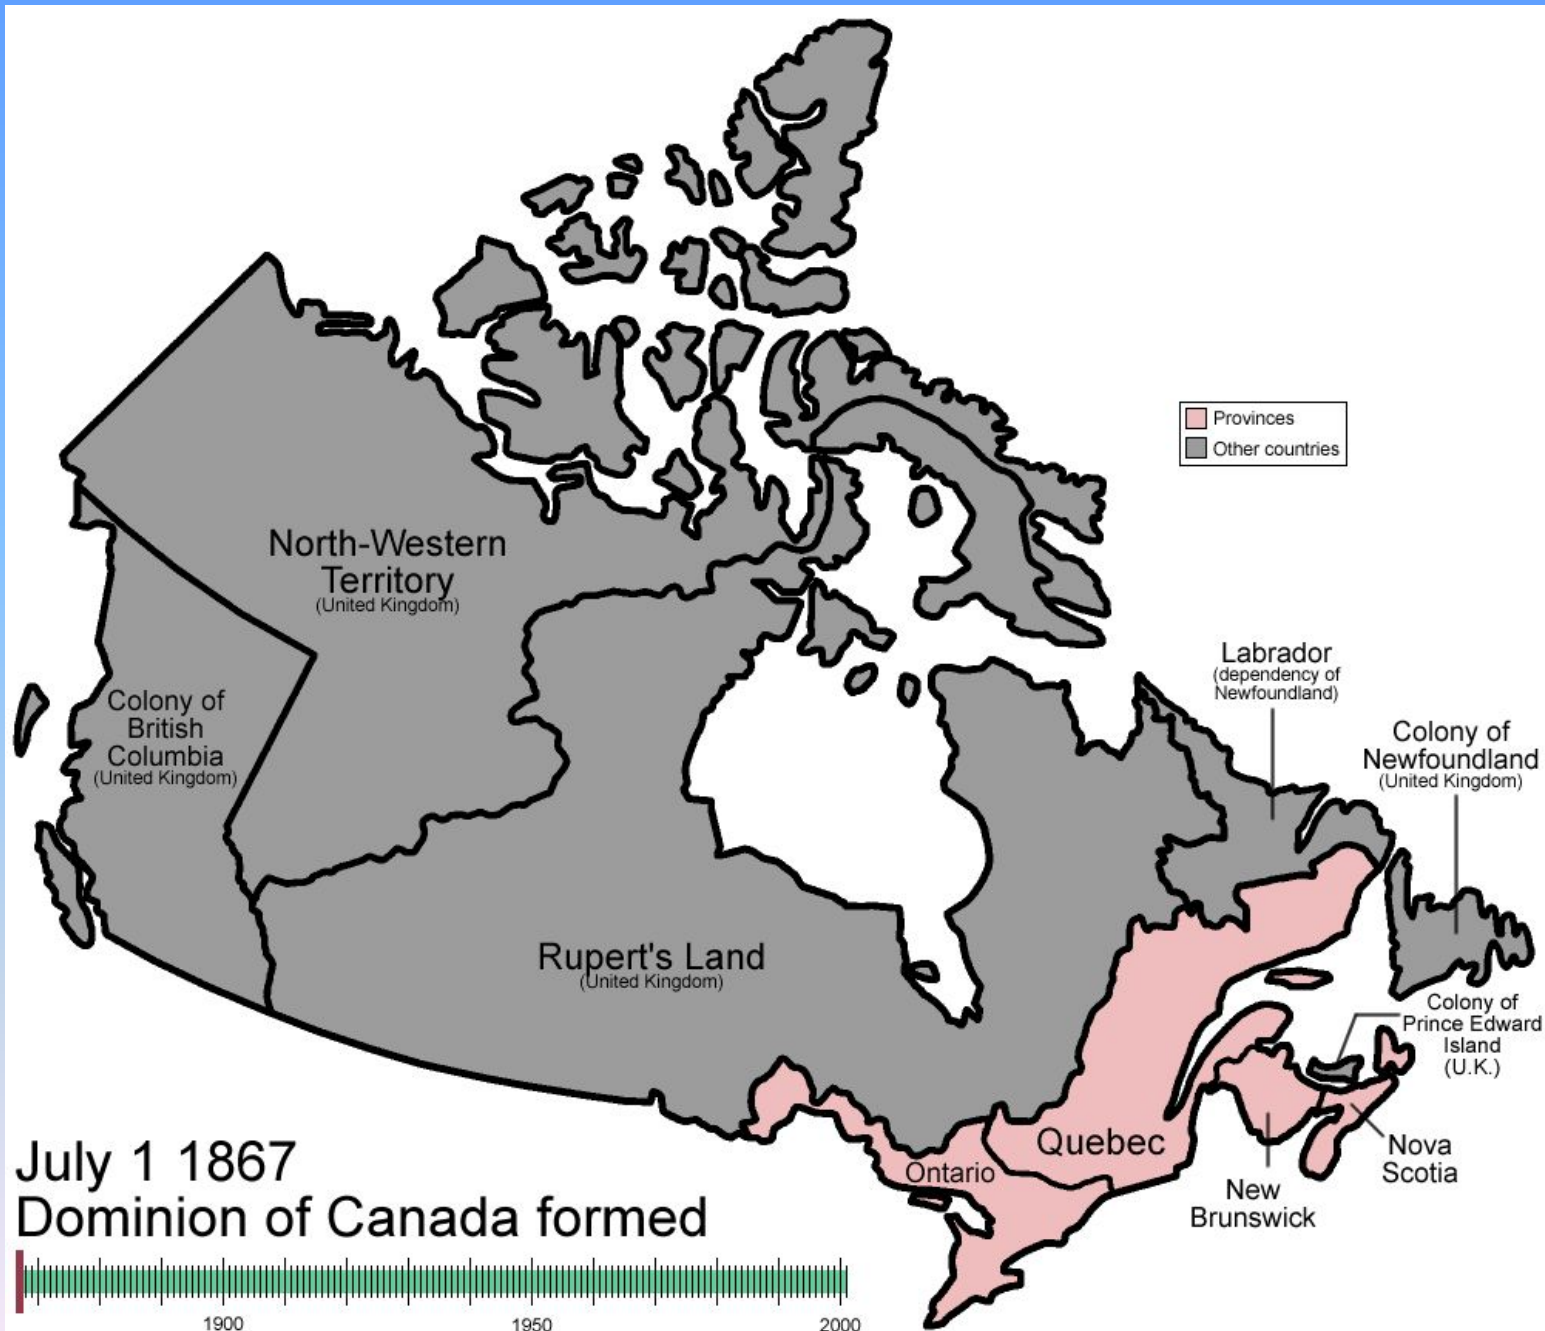 Provinces
Other countries
North-Western
Territory
(United Kingdom)
Labrador
(dependency of
Newfoundland)
Colony of
British
Columbia
(United Kingdom)
Colony of
Newfoundland
(United Kingdom)
Rupert's Land
(United Kingdom)
Colony of
Prince Edward
Island
(U.K.)
Quebec
Ontario
Nova
Scotia
New
Brunswick
July 1 1867
Dominion of Canada formed
1900
1950
2000